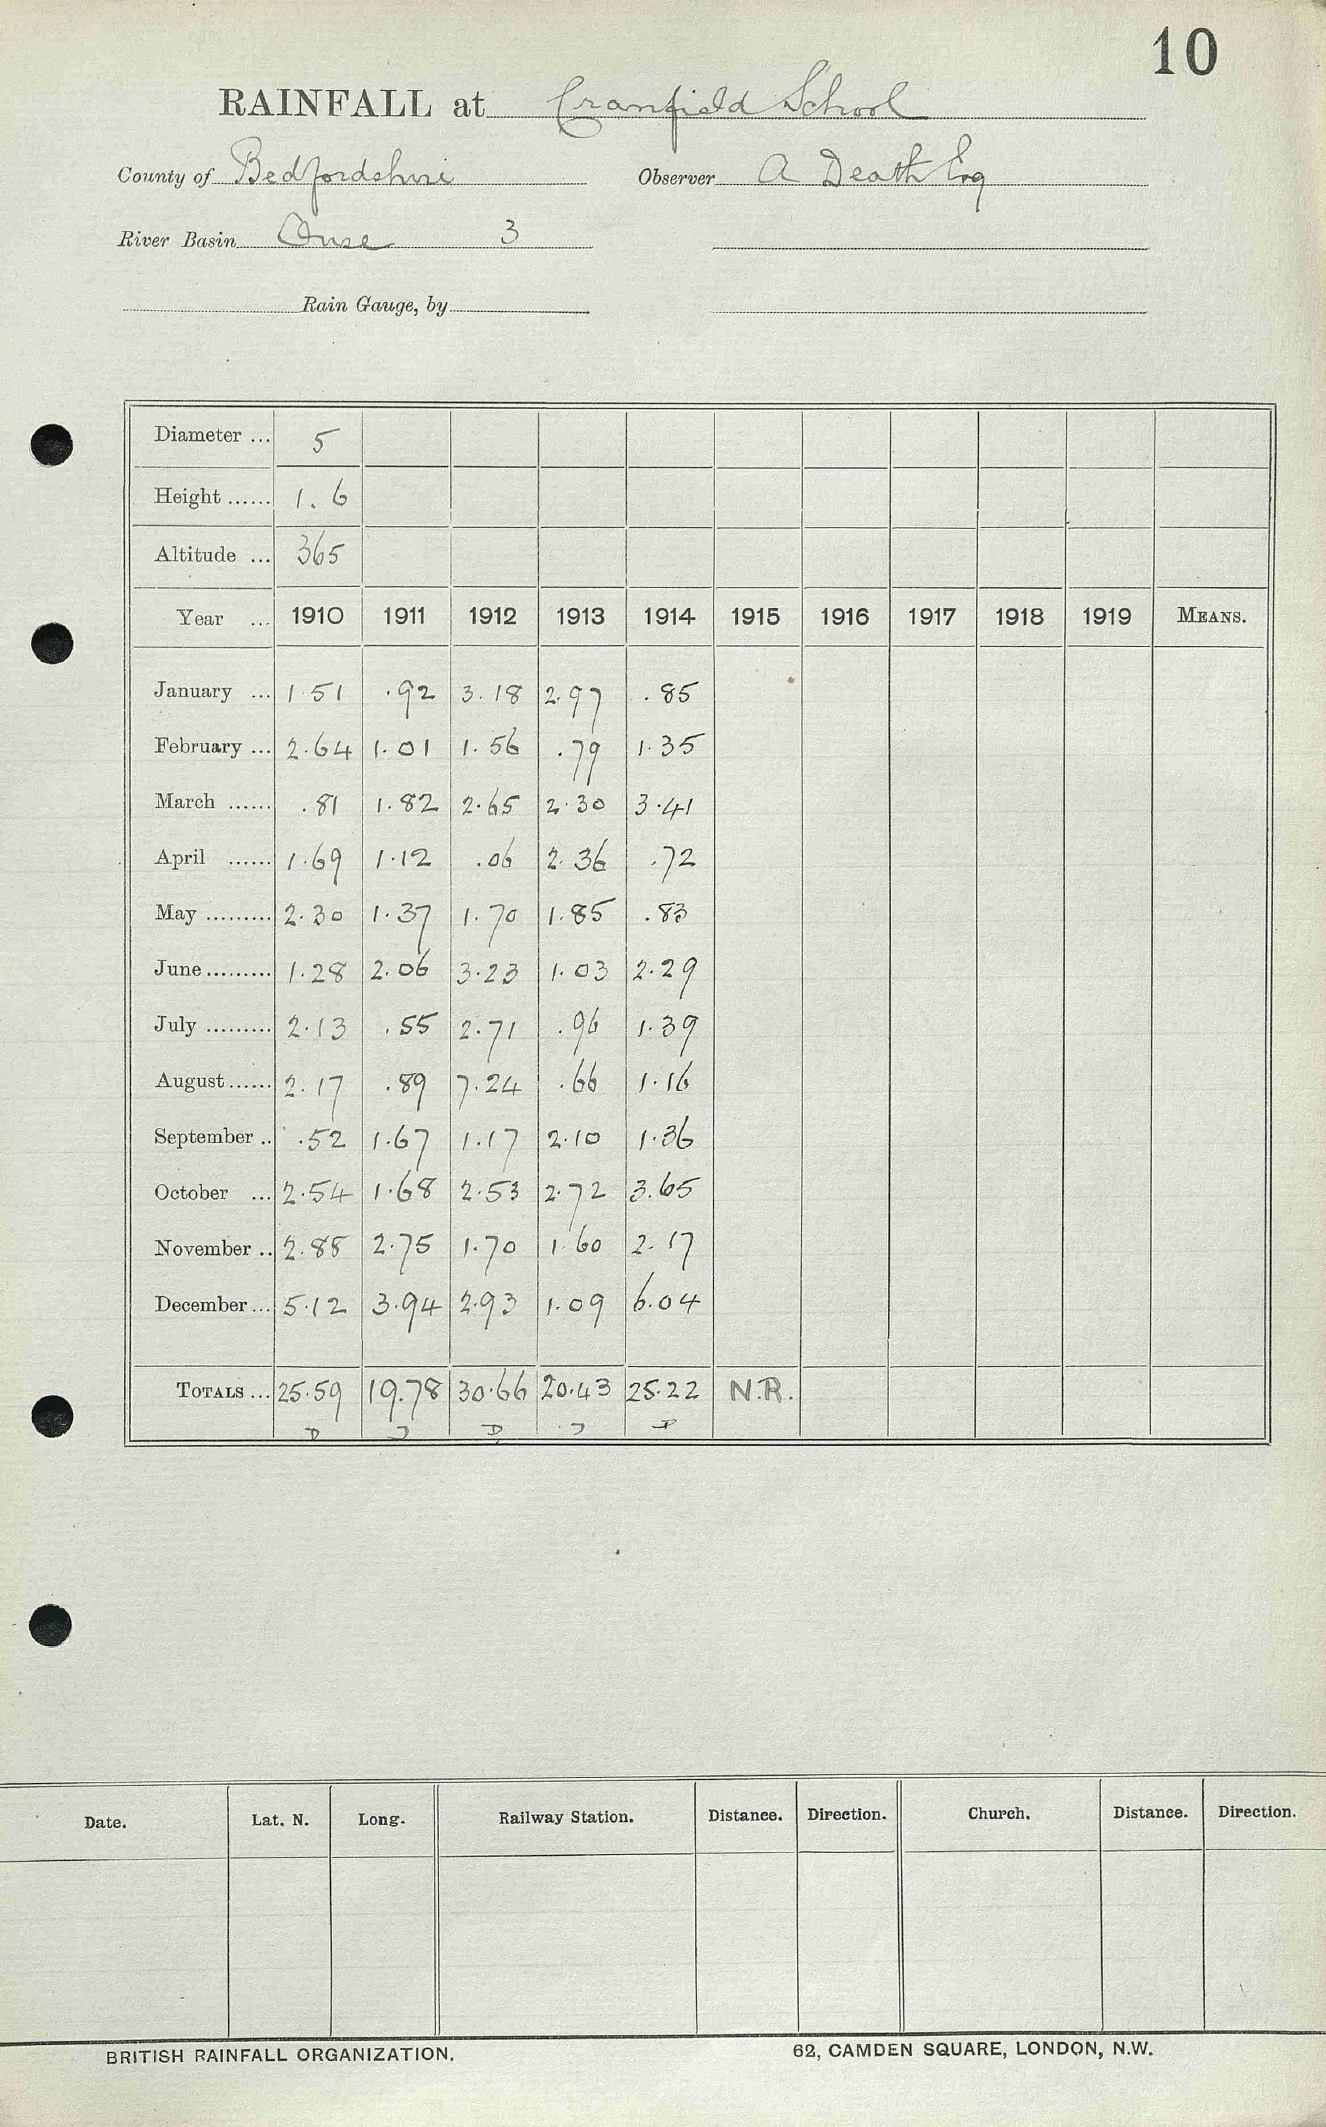 10
RAINFALL at Cranfield School
County of Bedfordshire Observer A Death Esq
River Basin Ouse 3
Rain Gauge, by
Diameter ... 5
Height ...... 1.6
Altitude ... 365
Year ... 1910 1911 1912 1913 1914 1915 1916 1917 1918 1919 MEANS.
January ... 1.51 .92 3.18 2.97 .85
February ... 2.64 1.01 1.56 .79 1.35
March ...... .81 1.82 2.65 2.30 3.41
April ...... 1.69 1.12 .06 2.36 .72
May ......... 2.30 1.37 1.70 1.85 .83
June ......... 1.28 2.06 3.23 1.03 2.29
July ......... 2.13 .55 2.71 .96 1.39
August ...... 2.17 .89 7.24 .66 1.16
September .. .52 1.67 1.17 2.10 1.36
October ... 2.54 1.68 2.53 2.72 3.65
November .. 2.88 2.75 1.70 1.60 2.17
December ... 5.12 3.94 2.93 1.09 6.04
TOTALS ... 25.59 19.78 30.66 20.43 25.22 N.R.
Date. Lat. N. Long. Railway Station. Distance. Direction. Church. Distance. Direction.
BRITISH RAINFALL ORGANIZATION. 62, CAMDEN SQUARE, LONDON, N.W.